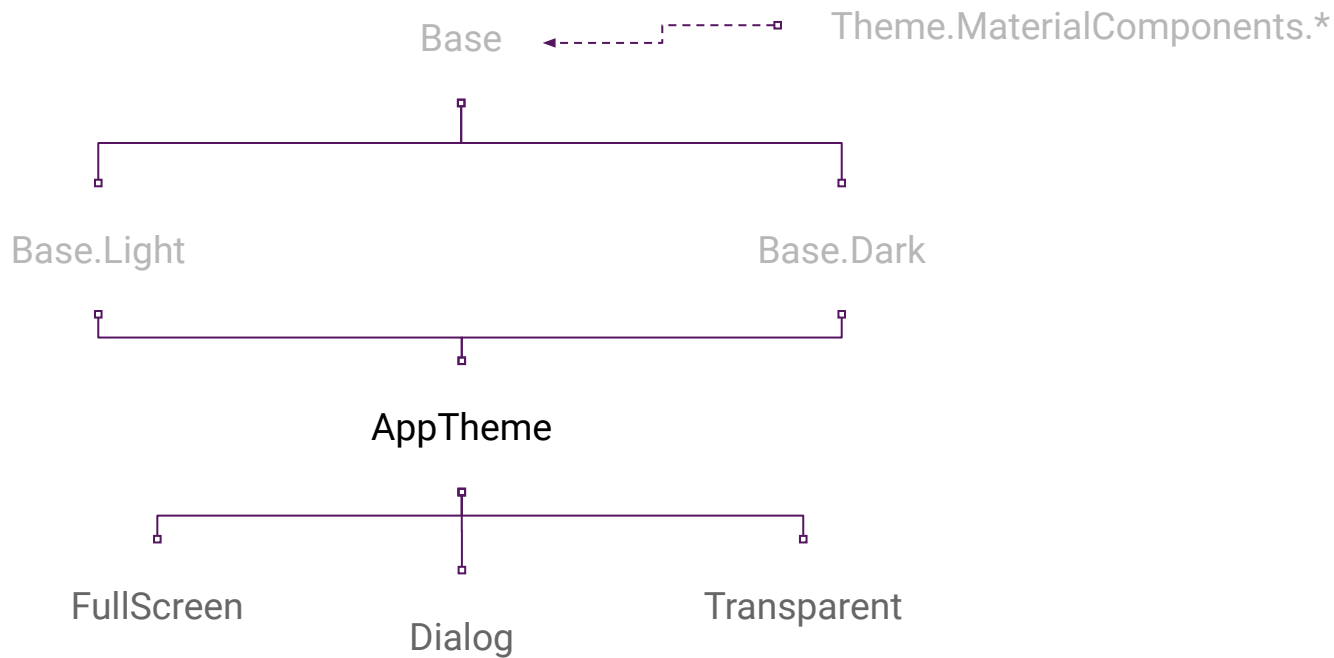 Base
Theme.MaterialComponents.*
Base.Light
Base.Dark
AppTheme
FullScreen
Dialog
Transparent